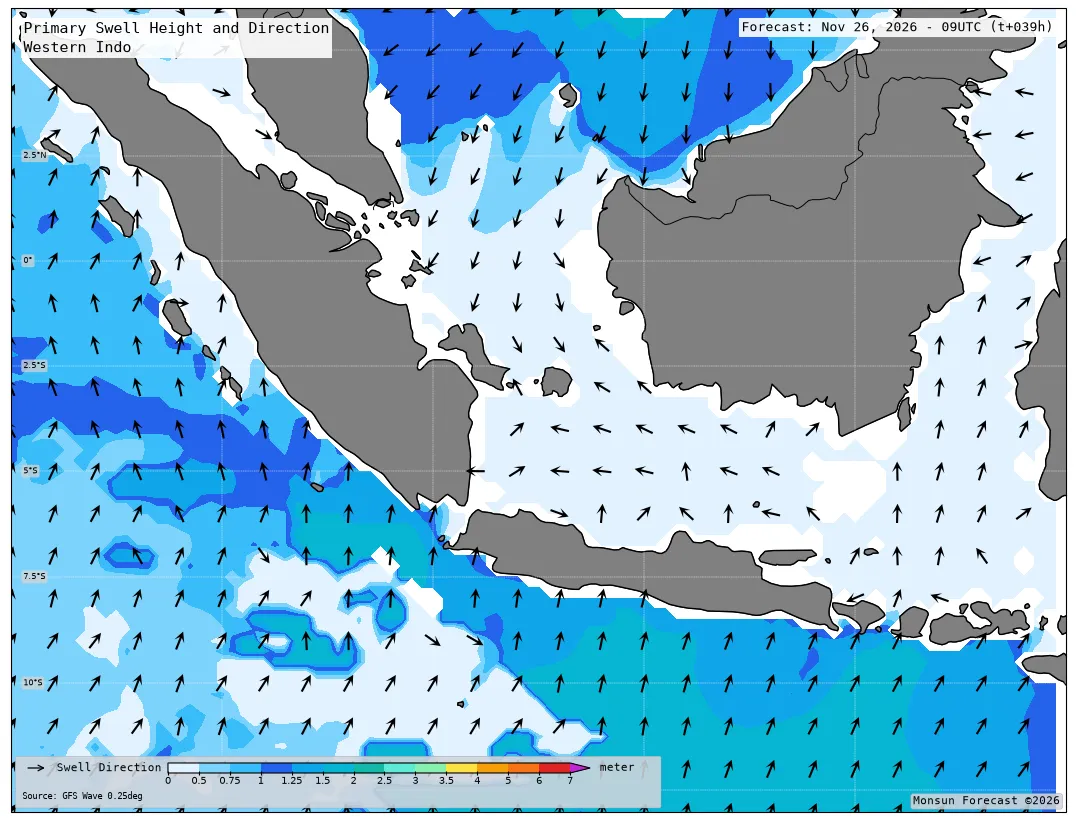 Primary Swell Height and Direction
Western Indo
Forecast: Nov 26, 2026 - 09UTC (t+039h)
2.5°N
0°
2.5°S
5°S
7.5°S
10°S
Swell Direction
meter
0 0.5 0.75 1 1.25 1.5 2 2.5 3 3.5 4 5 6 7
Source: GFS Wave 0.25deg
Monsun Forecast ©2026